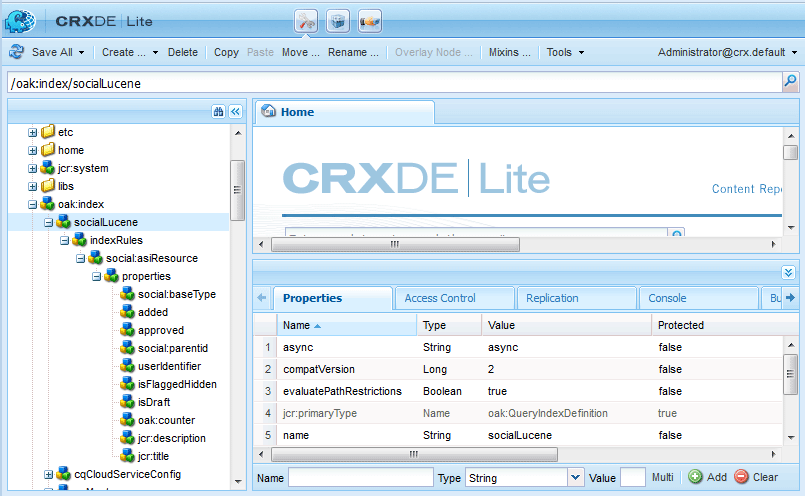 CRXDE | Lite
Save All Create ... Delete Copy Paste Move ... Rename ... Overlay Node ... Mixins ... Tools Administrator@crx.default
/oak:index/socialLucene
etc
home
jcr:system
libs
oak:index
socialLucene
indexRules
social:asiResource
properties
social:baseType
added
approved
social:parentid
userIdentifier
isFlaggedHidden
isDraft
oak:counter
jcr:description
jcr:title
cqCloudServiceConfig
Home
CRXDE | Lite
Content Repo
Properties Access Control Replication Console Bu
Name Type Value Protected
1 async String async false
2 compatVersion Long 2 false
3 evaluatePathRestrictions Boolean true false
4 jcr:primaryType Name oak:QueryIndexDefinition true
5 name String socialLucene false
Name Type String Value Multi Add Clear